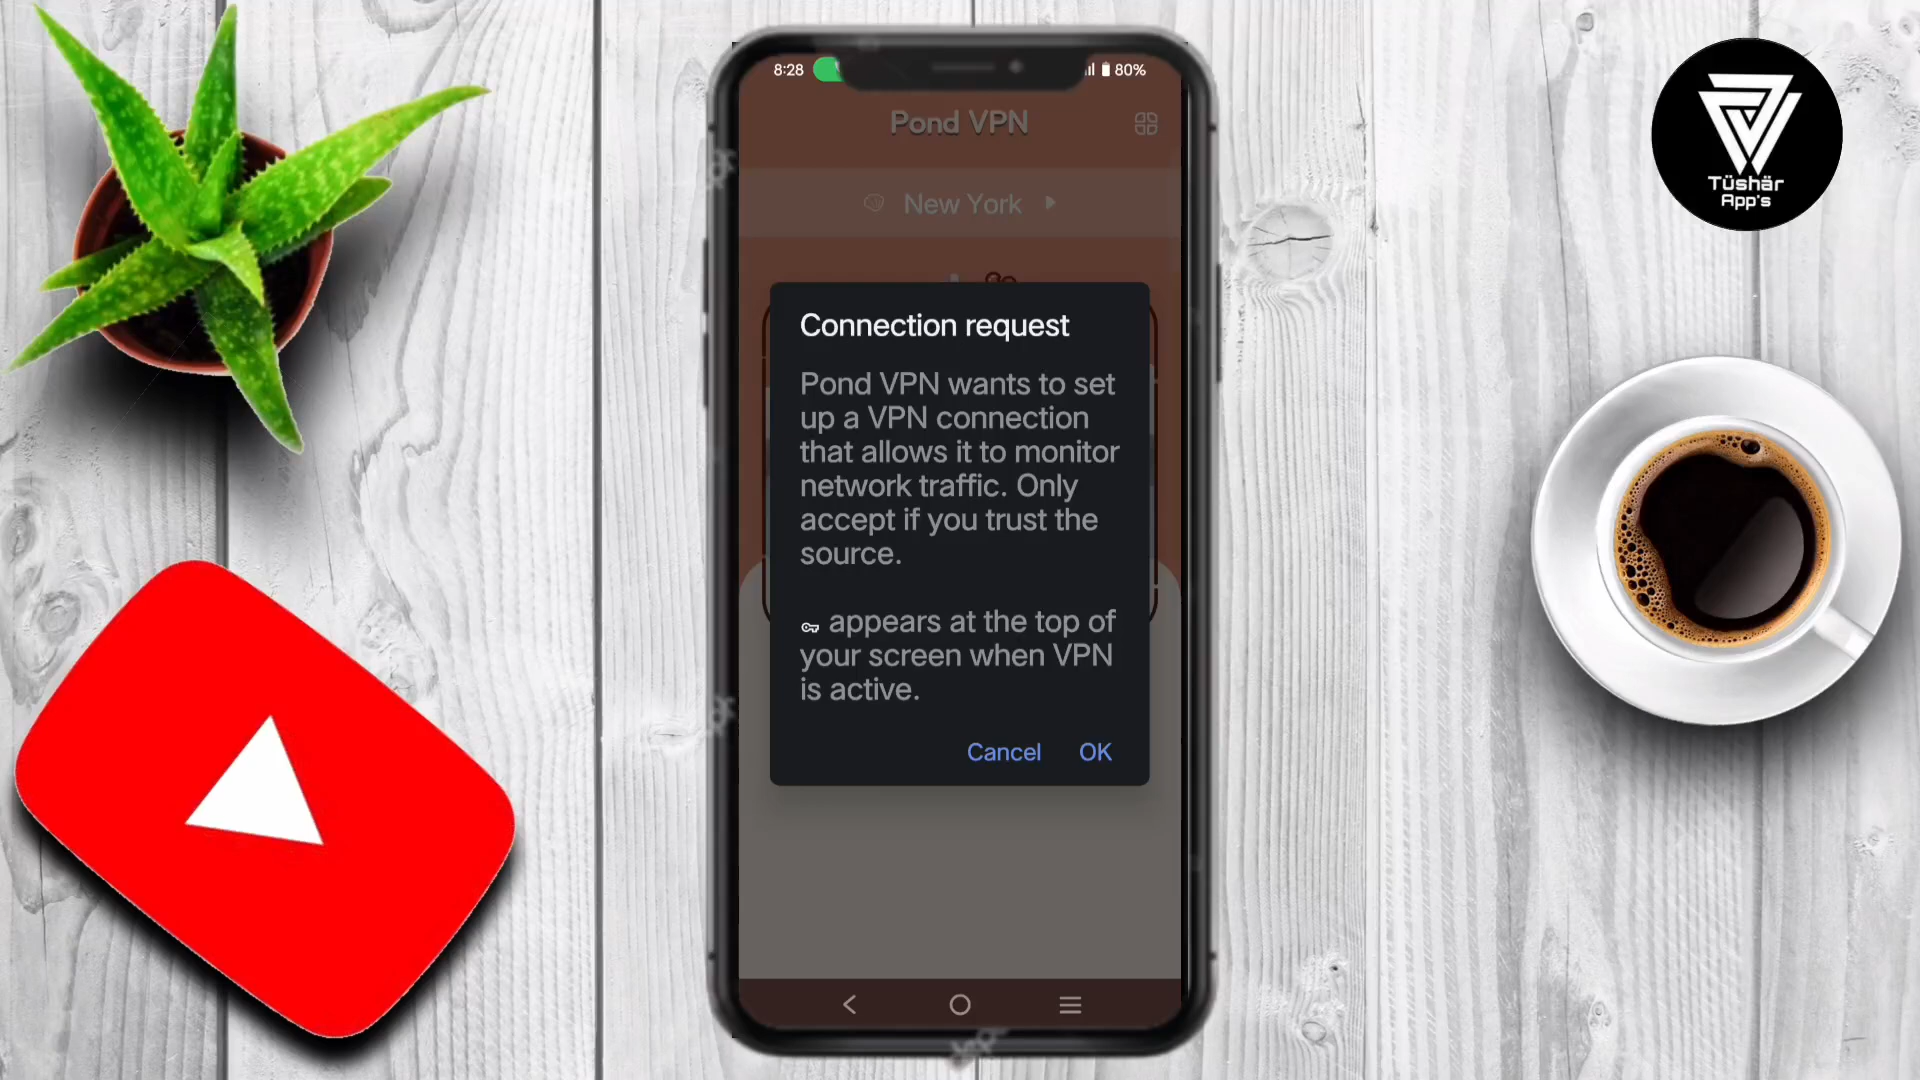 8:28
80%
Pond VPN
New York
Connection request
Pond VPN wants to set
up a VPN connection
that allows it to monitor
network traffic. Only
accept if you trust the
source.
appears at the top of
your screen when VPN
is active.
Cancel OK
Tüshär
App's